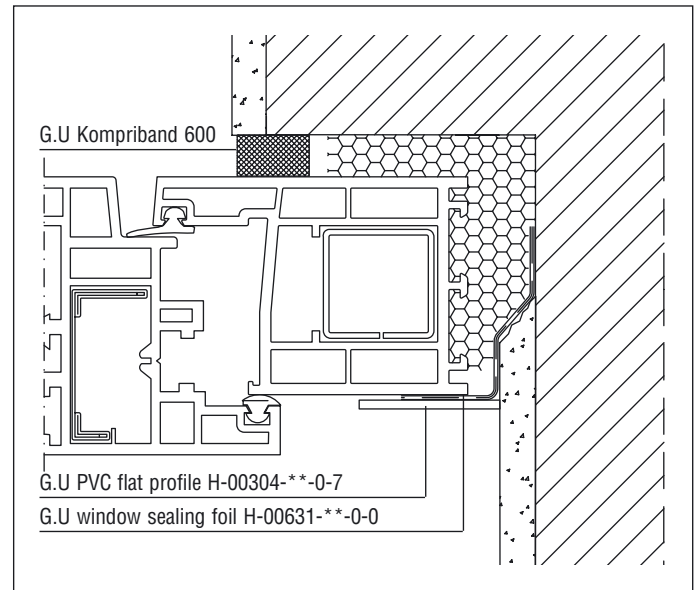 G.U Kompriband 600
G.U PVC flat profile H-00304-**-0-7
G.U window sealing foil H-00631-**-0-0